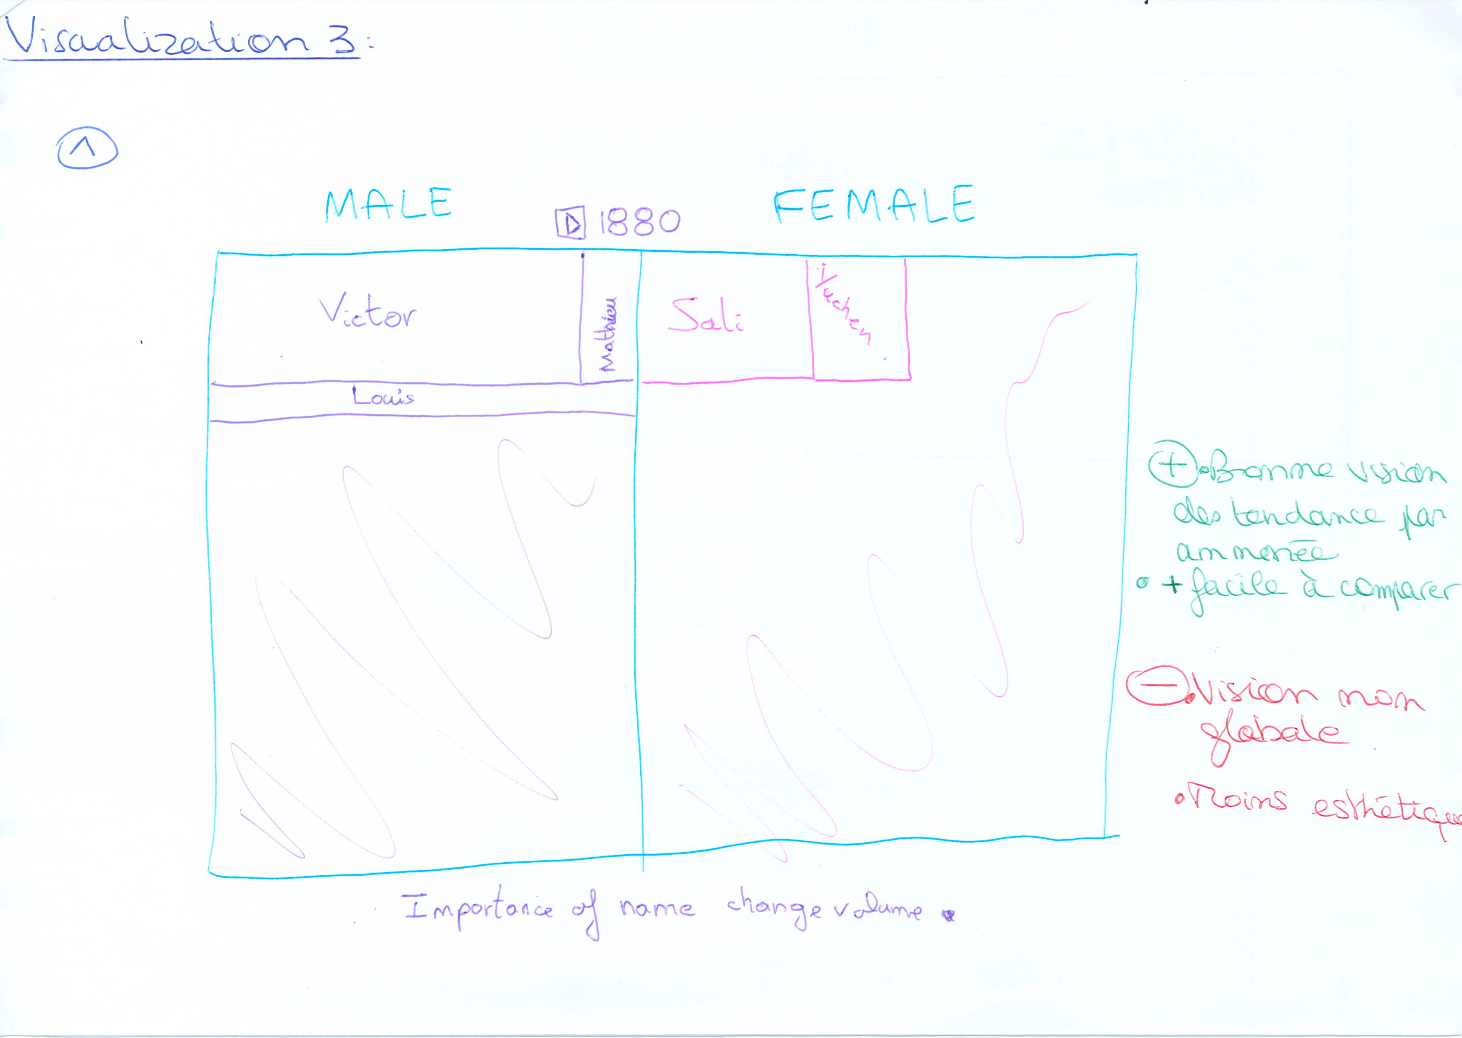 Visualization 3:
1
MALE
1880
FEMALE
Victor
Mathieu
Sali
Yuchen
Louis
+ • Bonne vision
des tendance par
• + facile à comparer
- • Vision non
globale
• Moins esthétique
Importance of name change volume.